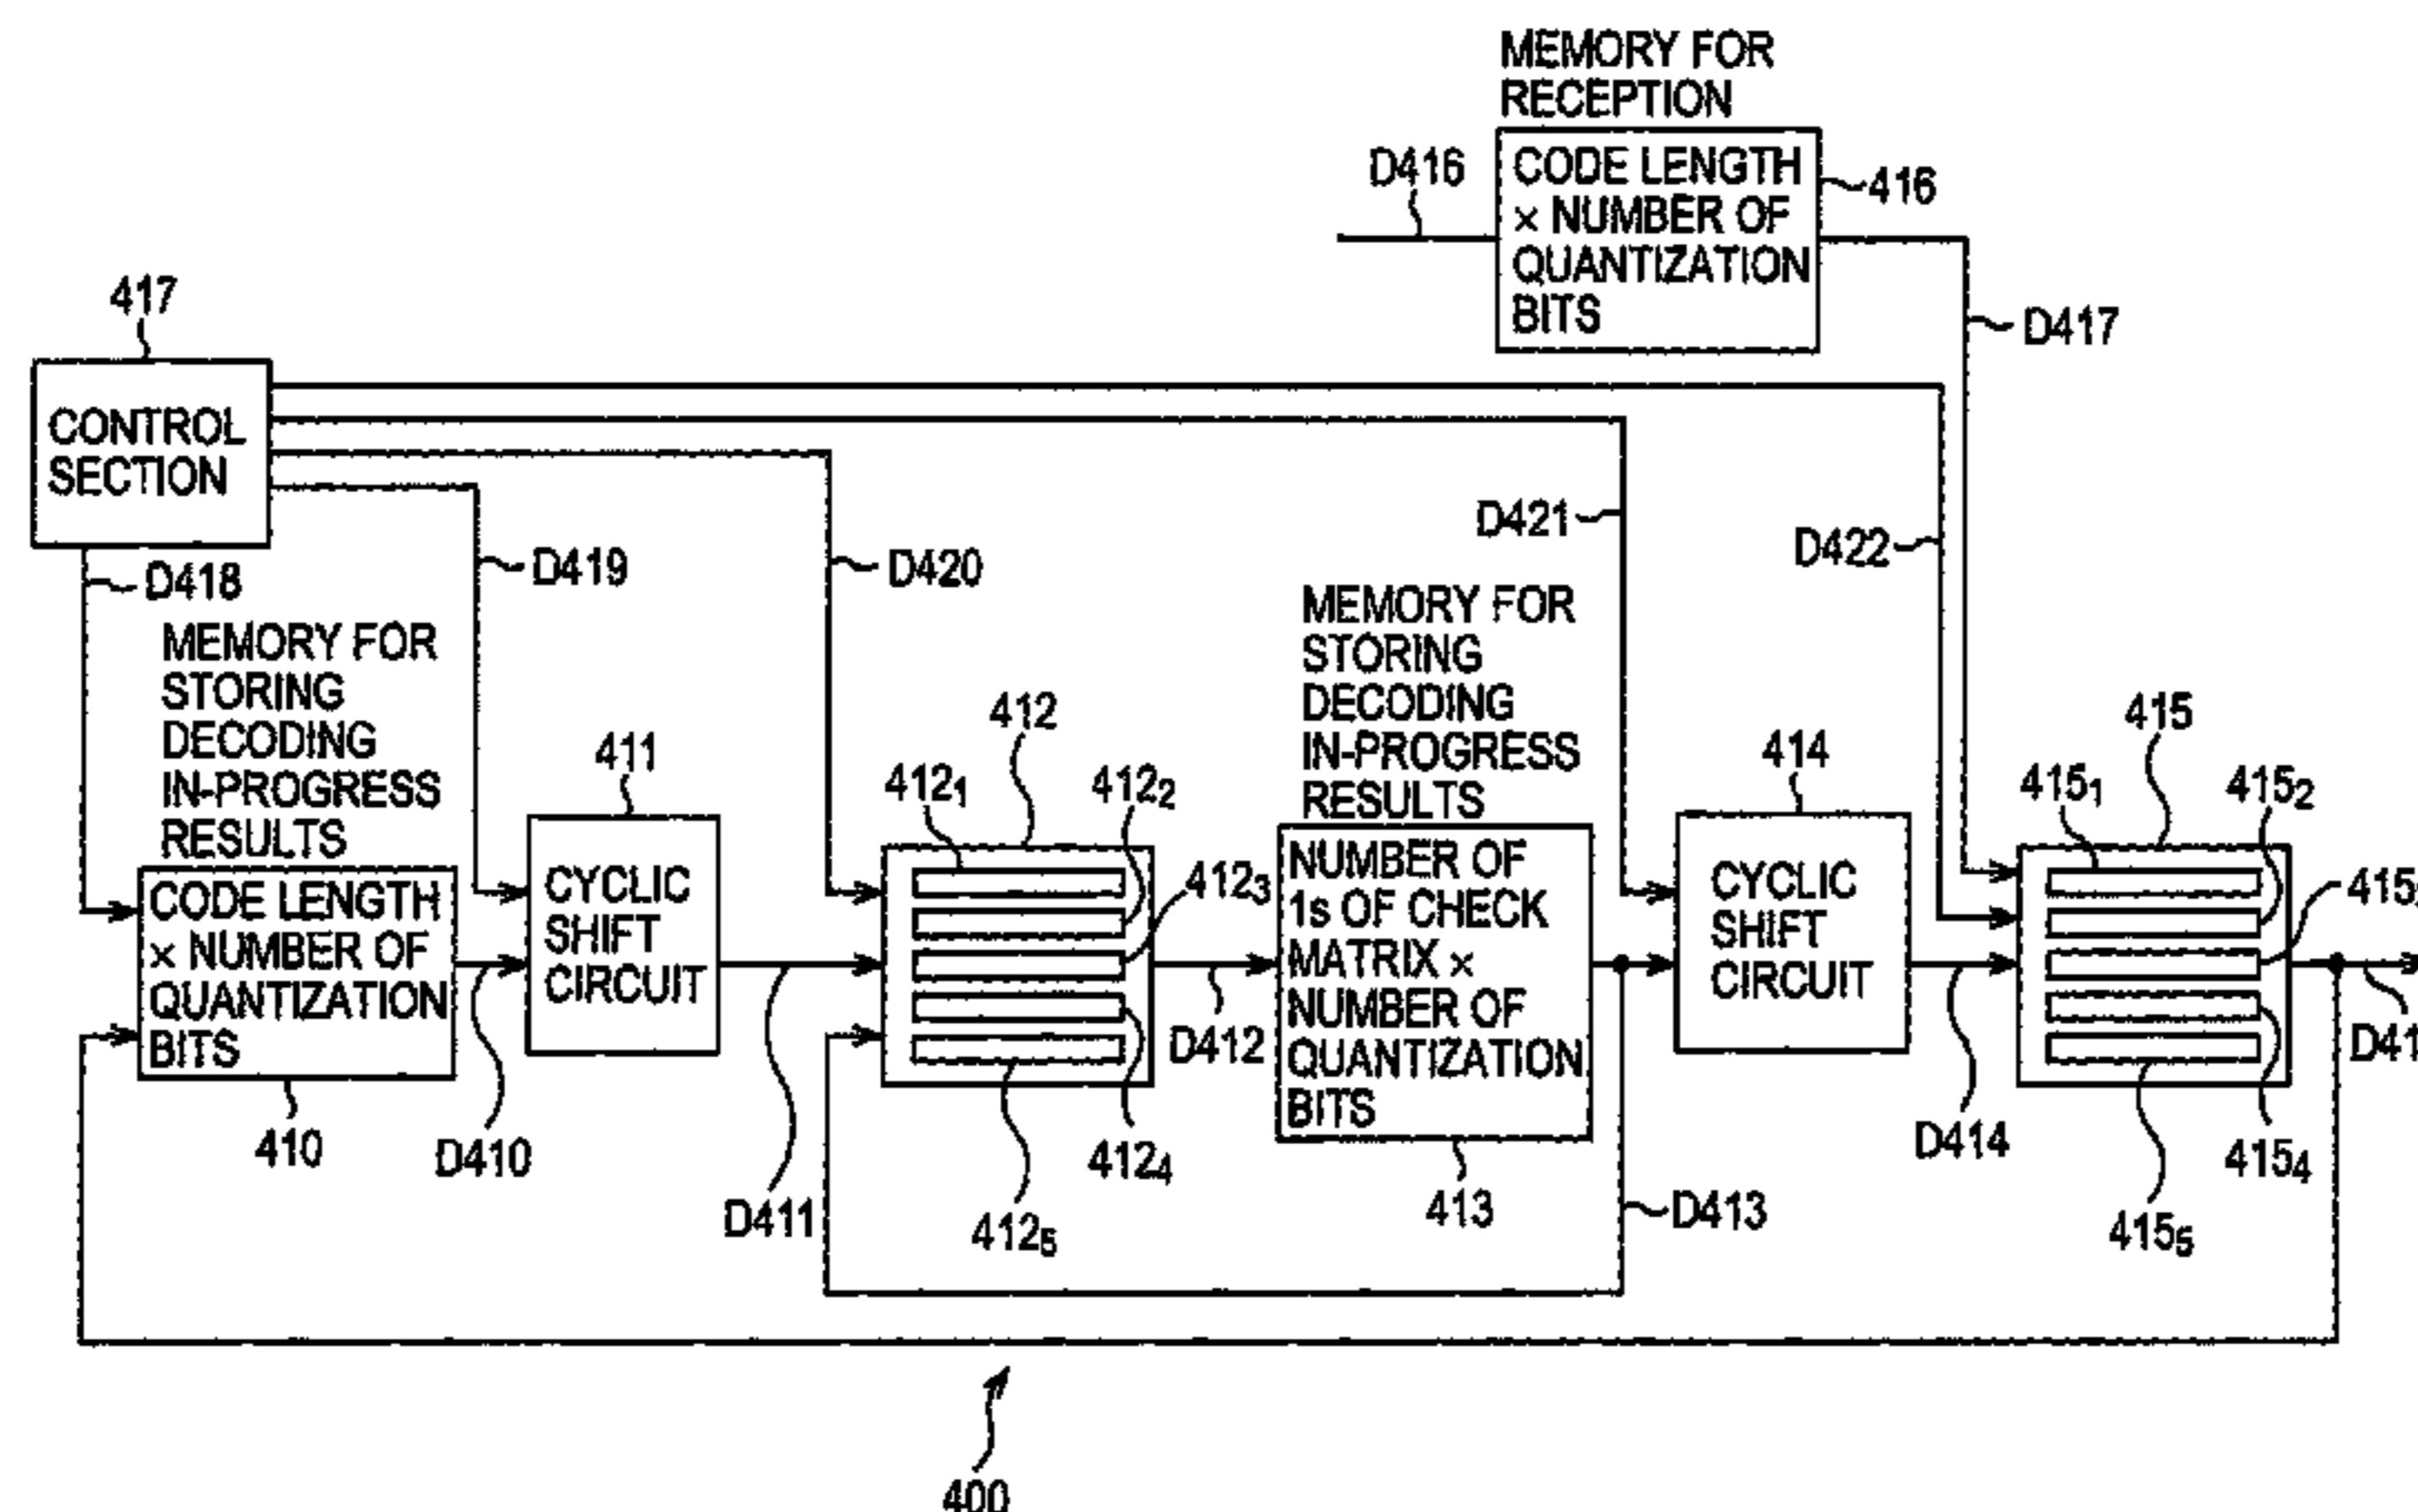 MEMORY FOR
RECEPTION
D416
CODE LENGTH
× NUMBER OF
QUANTIZATION
BITS
416
D417
417
CONTROL
SECTION
D418
D419
D420
D421
D422
MEMORY FOR
STORING
DECODING
IN-PROGRESS
RESULTS
CODE LENGTH
× NUMBER OF
QUANTIZATION
BITS
410
D410
411
CYCLIC
SHIFT
CIRCUIT
D411
412
412₁
412₂
412₃
412₄
412₅
D412
MEMORY FOR
STORING
DECODING
IN-PROGRESS
RESULTS
NUMBER OF
1s OF CHECK
MATRIX ×
NUMBER OF
QUANTIZATION
BITS
413
D413
414
CYCLIC
SHIFT
CIRCUIT
D414
415
415₁
415₂
415₄
415₅
400